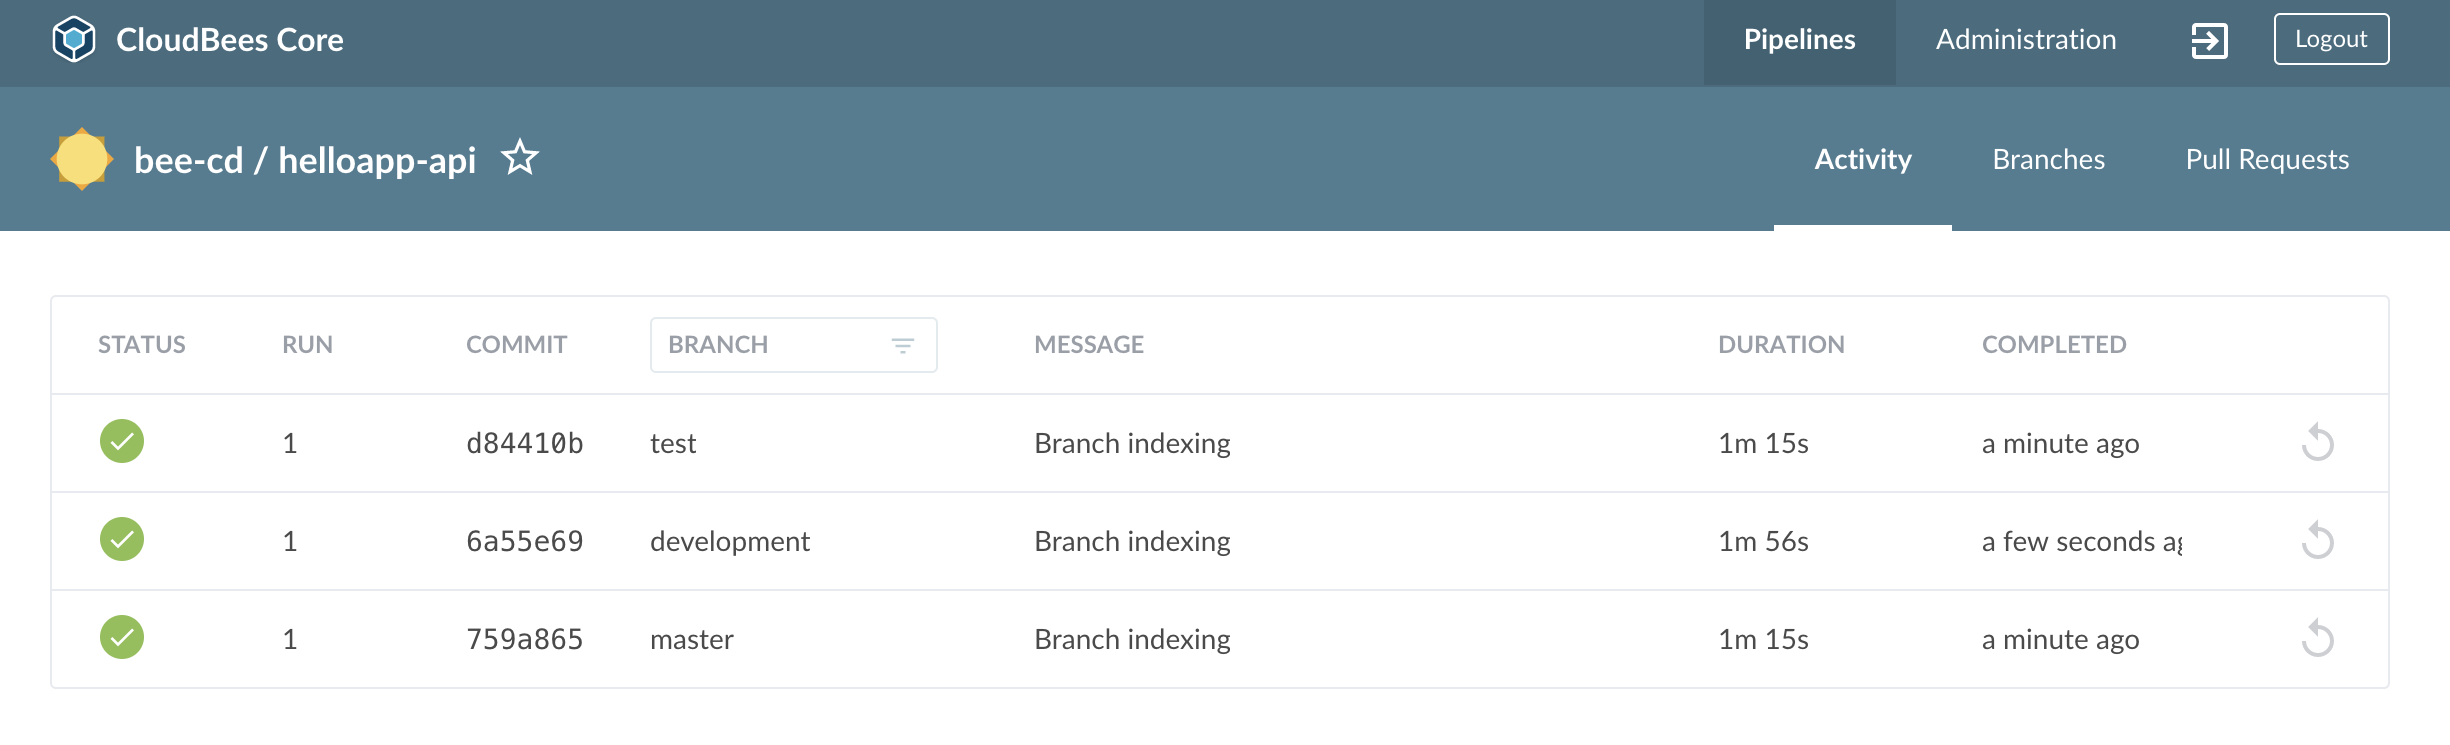 CloudBees Core Pipelines Administration Logout
bee-cd / helloapp-api Activity Branches Pull Requests
STATUS RUN COMMIT BRANCH MESSAGE DURATION COMPLETED
1 d84410b test Branch indexing 1m 15s a minute ago
1 6a55e69 development Branch indexing 1m 56s a few seconds
1 759a865 master Branch indexing 1m 15s a minute ago